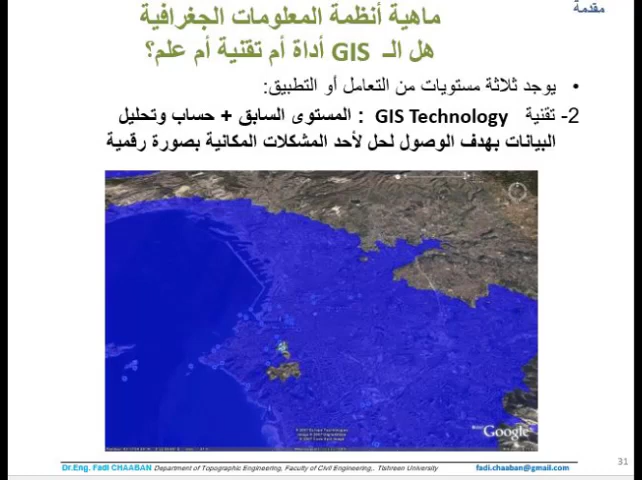 مقدمة
ماهية أنظمة المعلومات الجغرافية
هل الـ GIS أداة أم تقنية أم علم؟
• يوجد ثلاثة مستويات من التعامل أو التطبيق:
2- تقنية GIS Technology : المستوى السابق + حساب وتحليل
البيانات بهدف الوصول لحل لأحد المشكلات المكانية بصورة رقمية
Google
31
Dr.Eng. Fadi CHAABAN Department of Topographic Engineering, Faculty of Civil Engineering,. Tishreen University fadi.chaaban@gmail.com